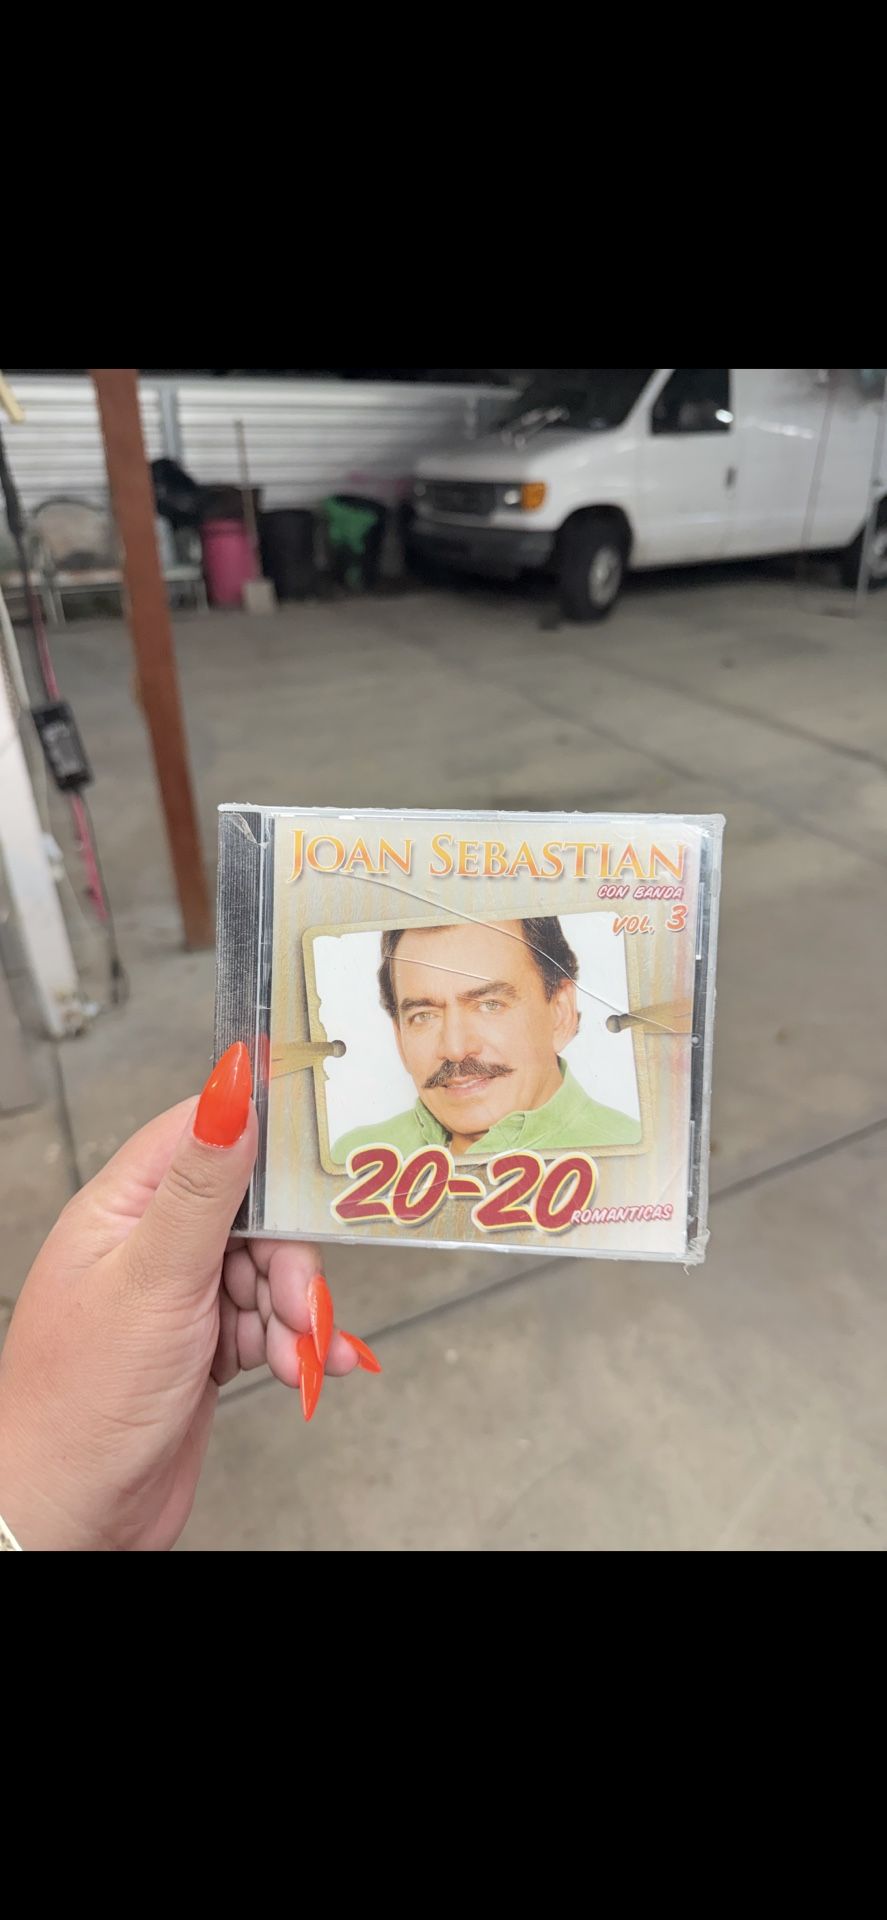 JOAN SEBASTIAN
CON BANDA
VOL. 3
20-20
ROMANTICAS